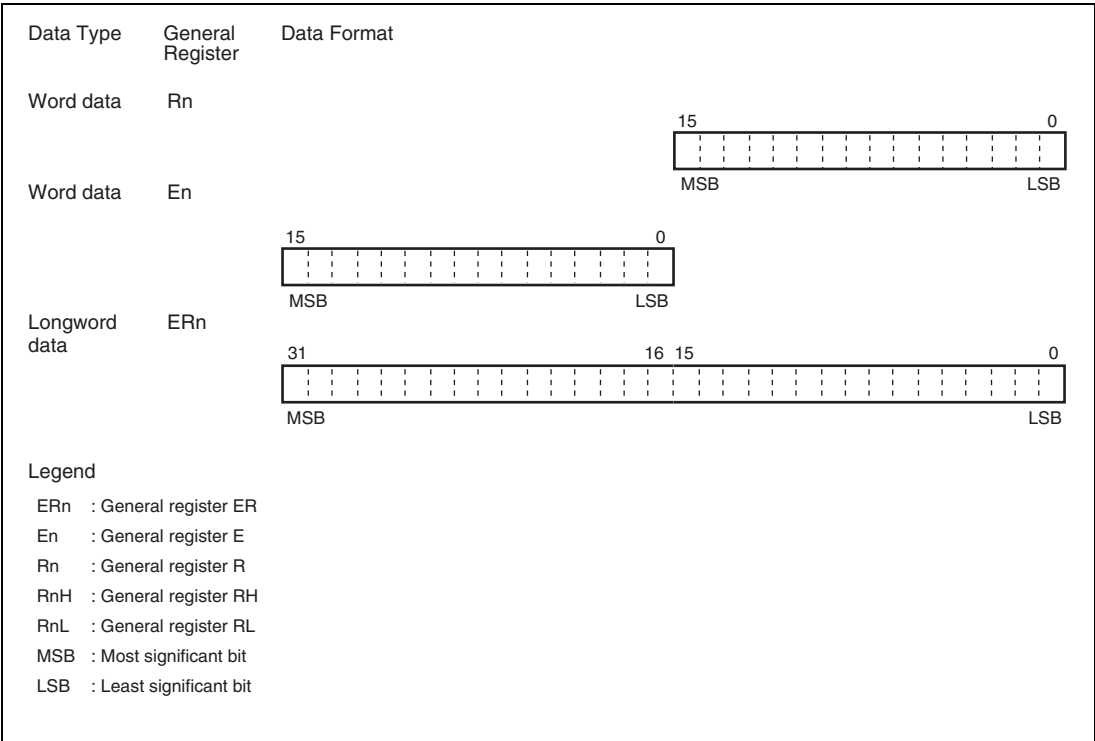 Data Type General Register Data Format
Word data Rn
15 0
MSB LSB
Word data En
15 0
MSB LSB
Longword data ERn
31 16 15 0
MSB LSB
Legend
ERn : General register ER
En : General register E
Rn : General register R
RnH : General register RH
RnL : General register RL
MSB : Most significant bit
LSB : Least significant bit